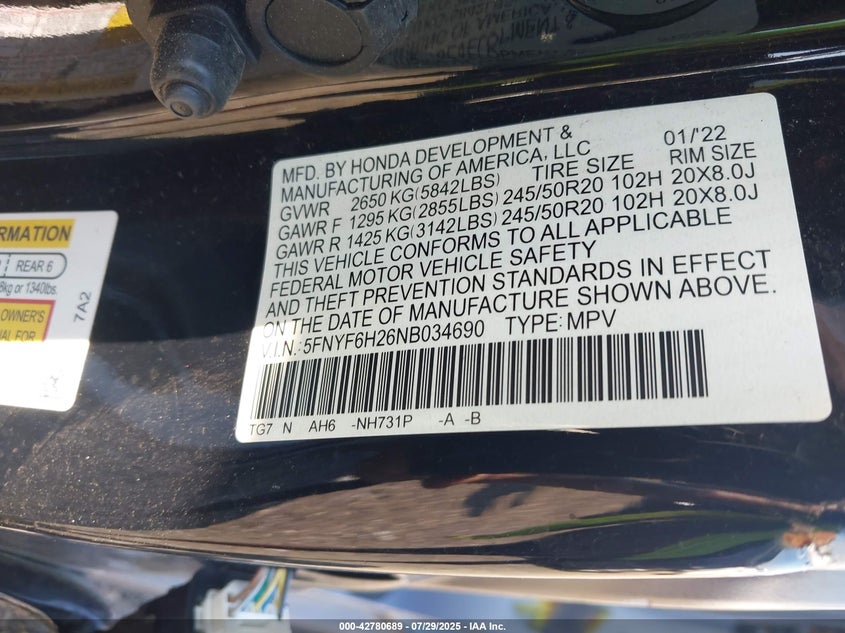 MFD. BY HONDA DEVELOPMENT & 01/'22
MANUFACTURING OF AMERICA, LLC
GVWR 2650 KG(5842LBS) TIRE SIZE RIM SIZE
GAWR F 1295 KG(2855LBS) 245/50R20 102H 20X8.0J
GAWR R 1425 KG(3142LBS) 245/50R20 102H 20X8.0J
THIS VEHICLE CONFORMS TO ALL APPLICABLE
FEDERAL MOTOR VEHICLE SAFETY
AND THEFT PREVENTION STANDARDS IN EFFECT
ON THE DATE OF MANUFACTURE SHOWN ABOVE.
V.I.N.: 5FNYF6H26NB034690 TYPE: MPV
TG7 N AH6 -NH731P -A -B
REAR 6
or 1340lbs.
OWNER'S
FOR
7A2
000-42780689 - 07/29/2025 - IAA Inc.